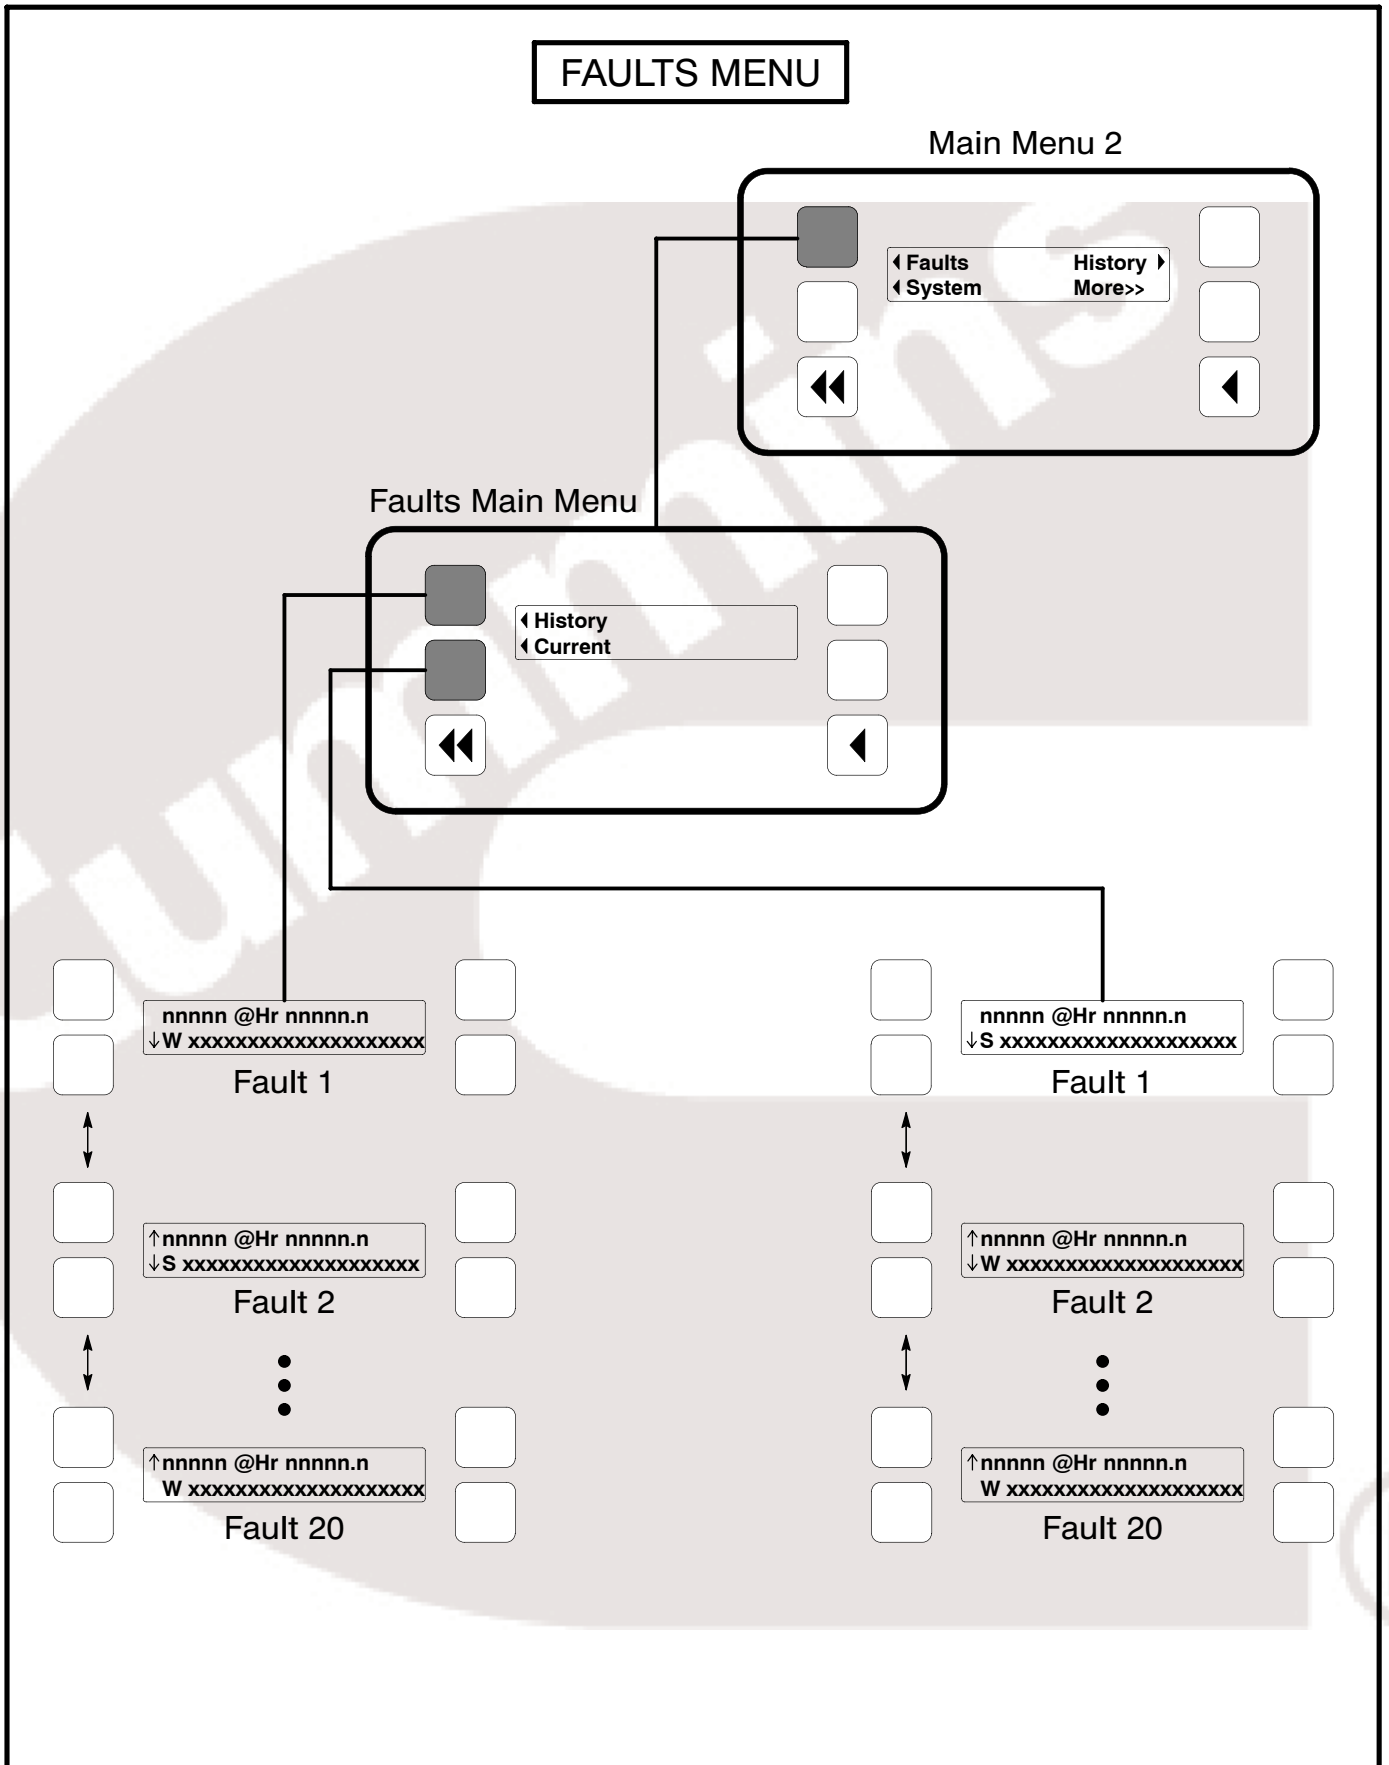 FAULTS MENU
Main Menu 2
Faults History
System More>>
Faults Main Menu
History
Current
nnnnn @Hr nnnnn.n
↓W xxxxxxxxxxxxxxxxxxxx
Fault 1
↑nnnnn @Hr nnnnn.n
↓S xxxxxxxxxxxxxxxxxxxx
Fault 2
↑nnnnn @Hr nnnnn.n
W xxxxxxxxxxxxxxxxxxxx
Fault 20
nnnnn @Hr nnnnn.n
↓S xxxxxxxxxxxxxxxxxxxx
Fault 1
↑nnnnn @Hr nnnnn.n
↓W xxxxxxxxxxxxxxxxxxxx
Fault 2
↑nnnnn @Hr nnnnn.n
W xxxxxxxxxxxxxxxxxxxx
Fault 20
Cummins